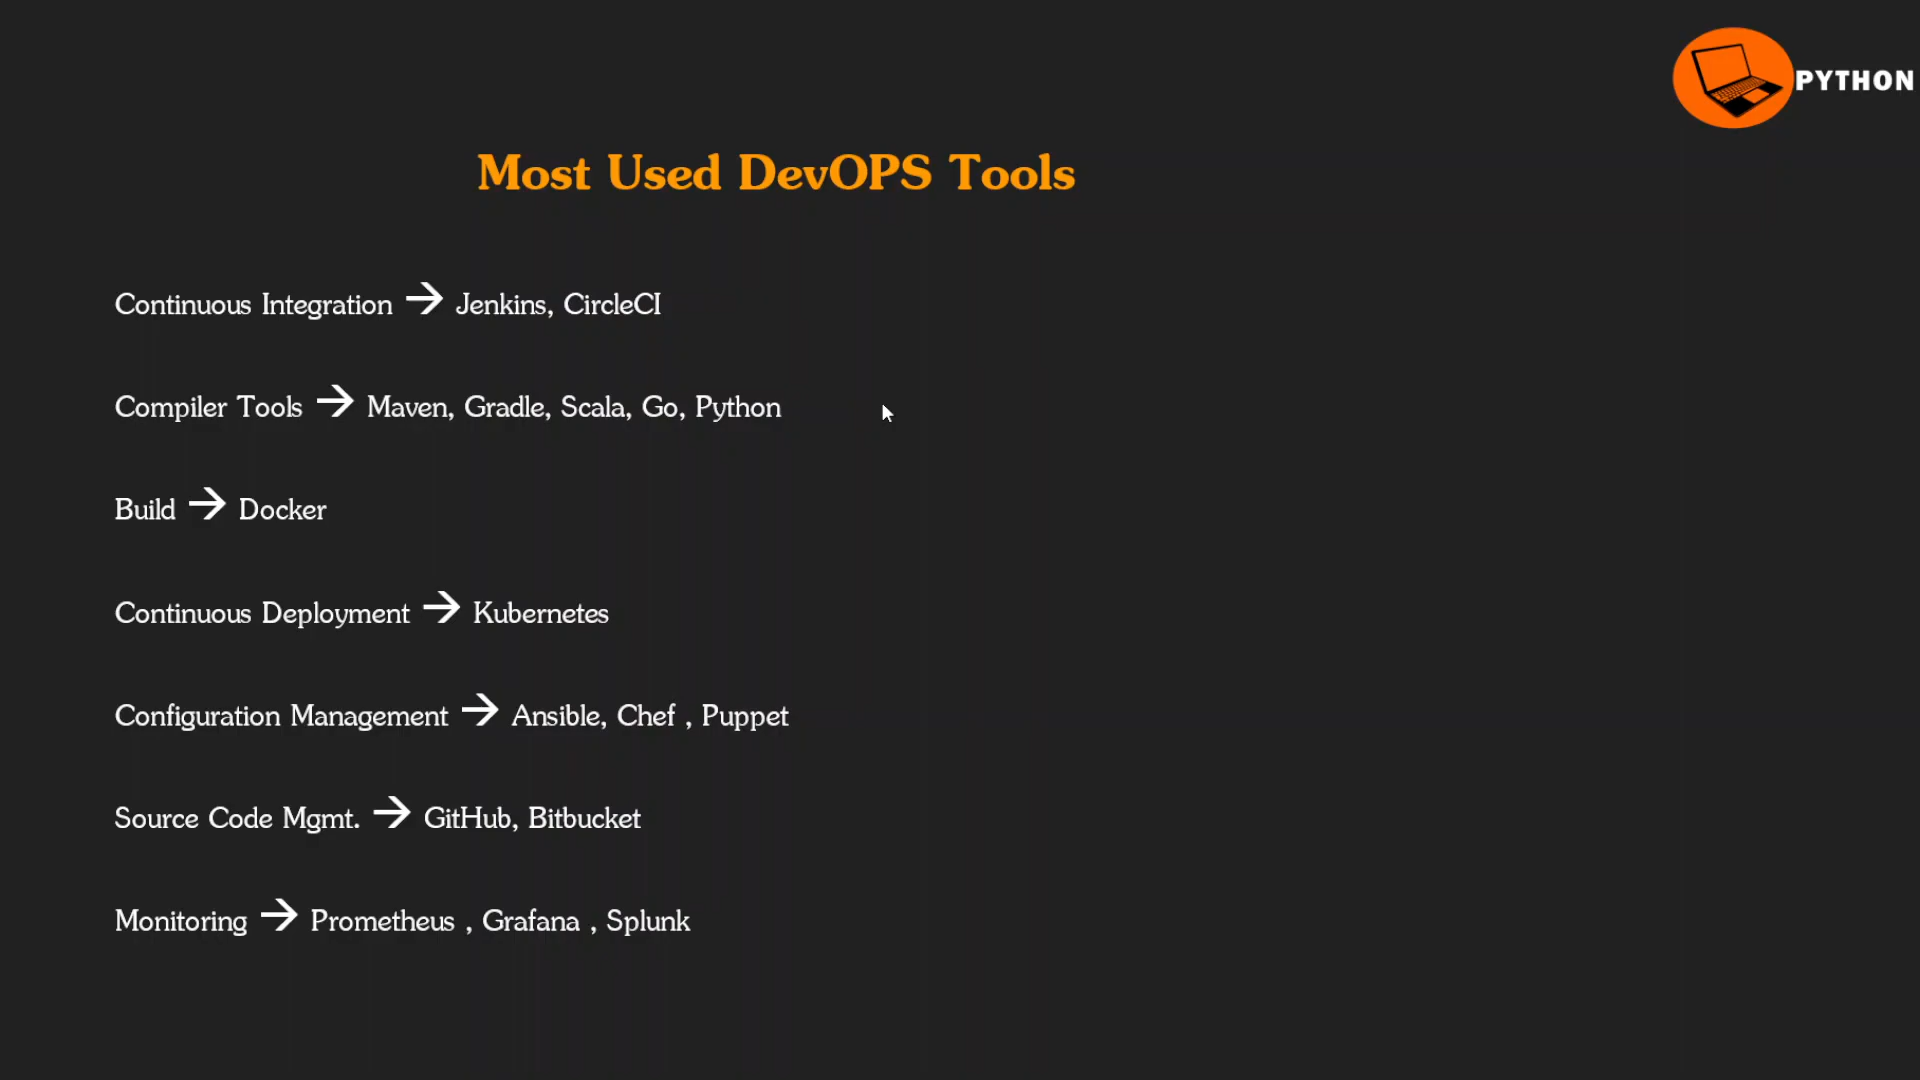 PYTHON
Most Used DevOPS Tools
Continuous Integration → Jenkins, CircleCI
Compiler Tools → Maven, Gradle, Scala, Go, Python
Build → Docker
Continuous Deployment → Kubernetes
Configuration Management → Ansible, Chef , Puppet
Source Code Mgmt. → GitHub, Bitbucket
Monitoring → Prometheus , Grafana , Splunk